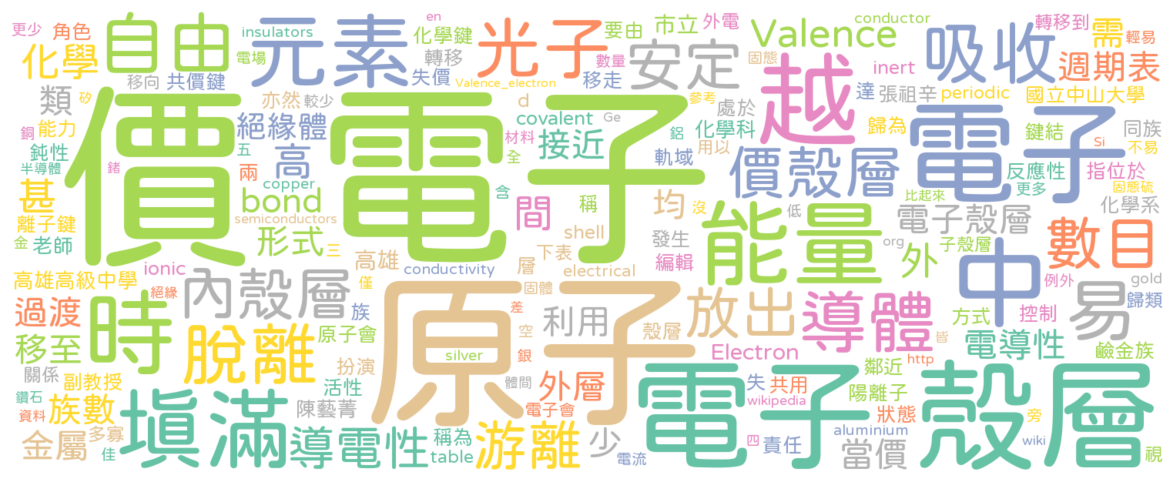 更少 角色 en 數量 化學鍵 要由 市立 外電 conductor 轉移到 輕易
自由 insulators 元素 光子 安定 Valence 吸收 需
化學 電場 轉移 移走 固態 inert 週期表
移向 共價鍵 失價 Valence_electron 越 達 張祖辛 periodic 國立中山大學
類 矽 亦然 較少 d 參考 處於 鍵結 同族
銅 能力 絕緣體 covalent Ge 鋁 化學科 歸為 Si 不易
鈍性 五 高 材料 接近 軌域 用以 電子 反應性 指位於
半導體 鍺 價電子 兩 全 價殼層 比起來 更多 固態硫
甚 copper 含 間 稱 均 沒 低 電子殼層 化學系
離子鍵 bond shell 能量 外 中 數目
金 老師 semiconductors 形式 三 發生 org 子殼層
高雄 層 下表 編輯 易 gold
高雄高級中學 ionic conductivity 僅 electrical 例外 歸類
內殼層 固體 放出 導體 方式 控制
過渡 絕緣 族 原子 差 利用 殼層 皆 電導性
移至 時 脫離 原子會 空 鹼金族
關係 silver 銀 Electron 鄰近 http
副教授 扮演 體間 外層 失 共用 陽離子
鑽石 族數 填滿 活性 電子會 wikipedia 狀態 旁
資料 陳藝菁 電子殼層
金屬 多寡 導電性 稱為 游離 少 四 責任 aluminium wiki
佳 table 電流 當價 視